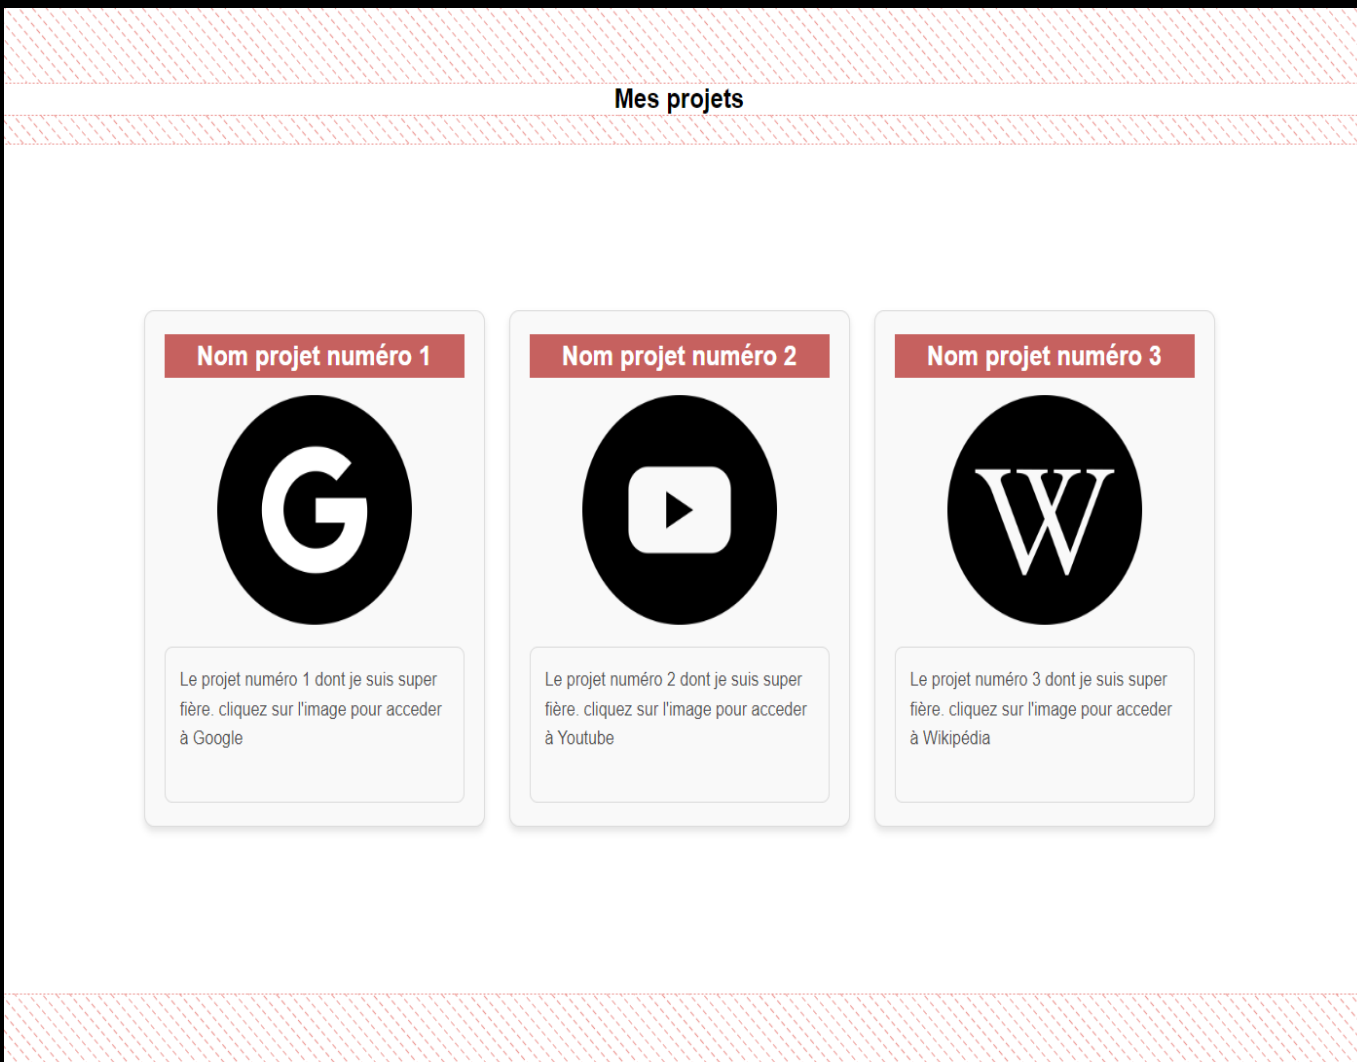 Mes projets
Nom projet numéro 1
Nom projet numéro 2
Nom projet numéro 3
G
W
Le projet numéro 1 dont je suis super
fière. cliquez sur l'image pour acceder
à Google
Le projet numéro 2 dont je suis super
fière. cliquez sur l'image pour acceder
à Youtube
Le projet numéro 3 dont je suis super
fière. cliquez sur l'image pour acceder
à Wikipédia